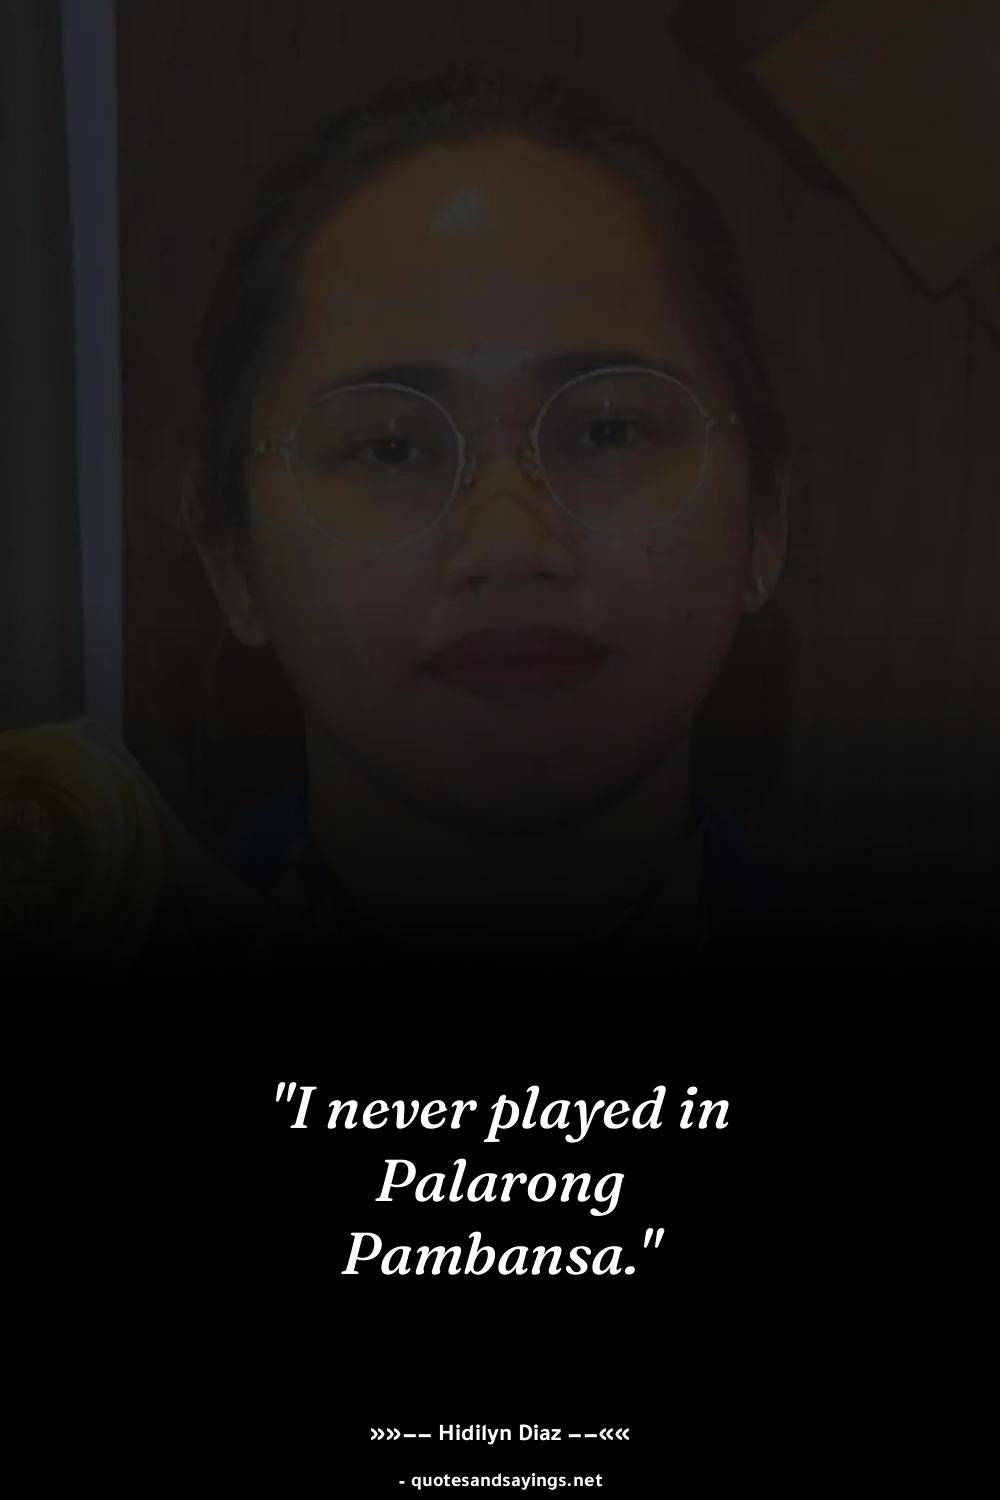 "I never played in
Palarong
Pambansa."
»»−− Hidilyn Diaz −−««
- quotesandsayings.net